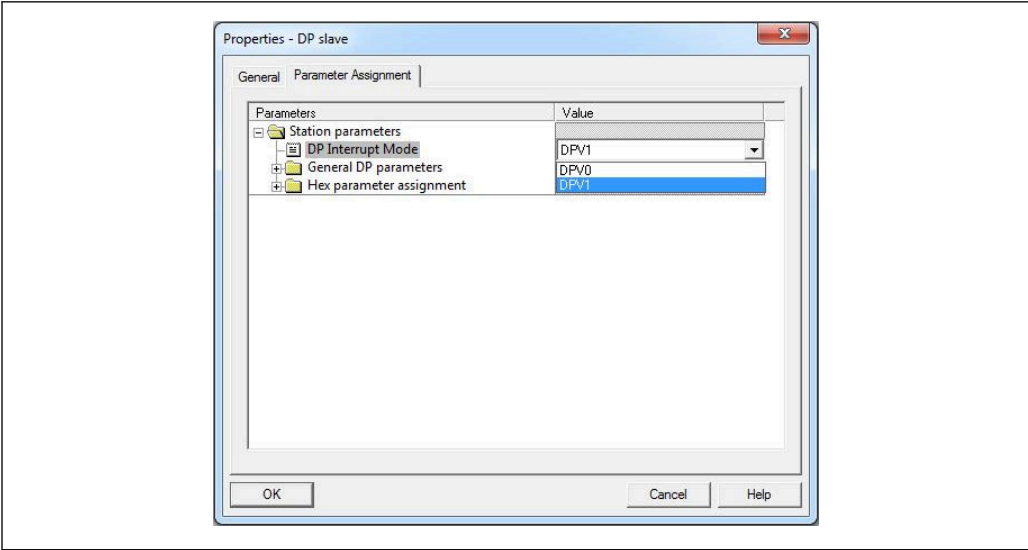 Properties - DP slave
General Parameter Assignment
Parameters Value
Station parameters
DP Interrupt Mode DPV1
General DP parameters DPV0
Hex parameter assignment DPV1
OK Cancel Help